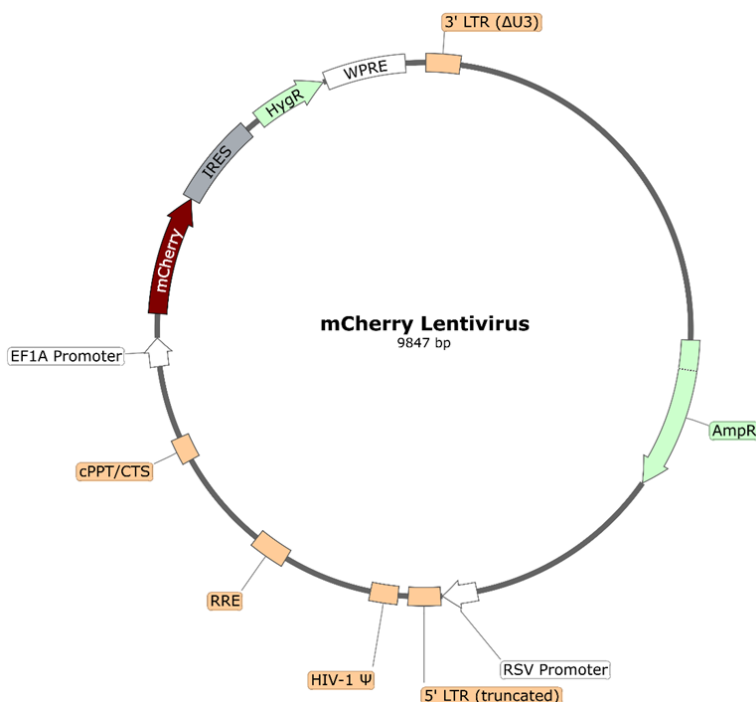 3' LTR (ΔU3)
WPRE
HygR
IRES
mCherry
mCherry Lentivirus
9847 bp
EF1A Promoter
AmpR
cPPT/CTS
RRE
RSV Promoter
HIV-1 Ψ
5' LTR (truncated)